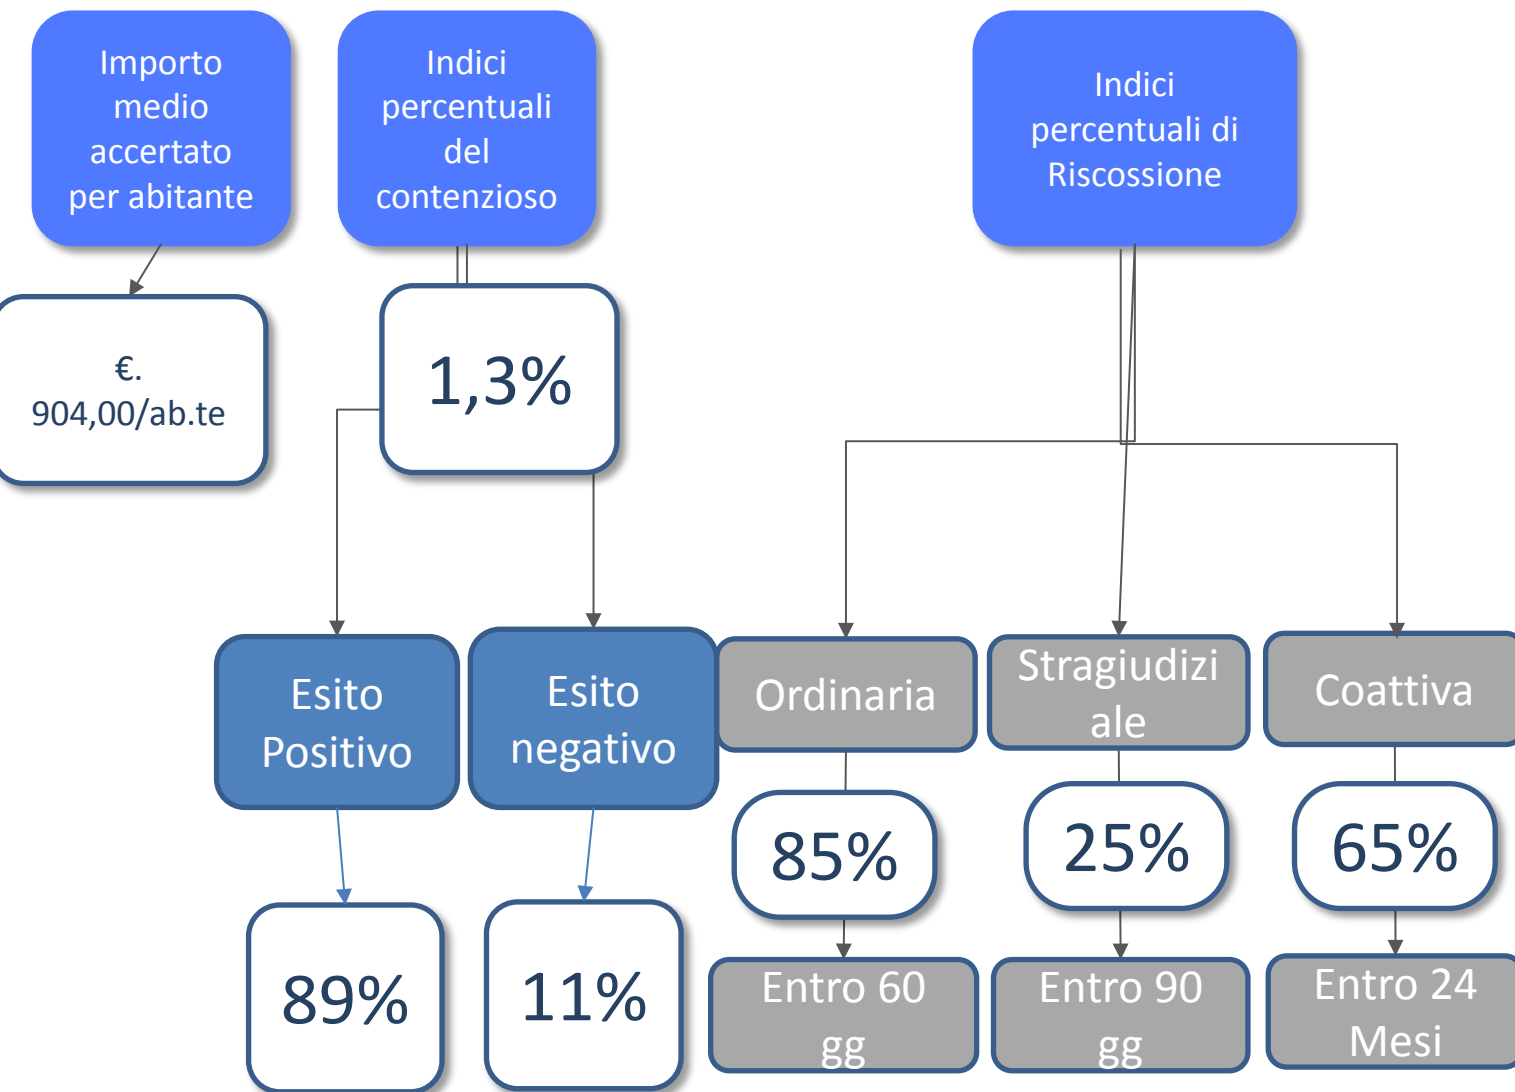 Importo
medio
accertato
per abitante
Indici
percentuali
del
contenzioso
Indici
percentuali di
Riscossione
€.
904,00/ab.te
1,3%
Esito
Positivo
Esito
negativo
Ordinaria
Stragiudizi
ale
Coattiva
85%
25%
65%
89%
11%
Entro 60
gg
Entro 90
gg
Entro 24
Mesi